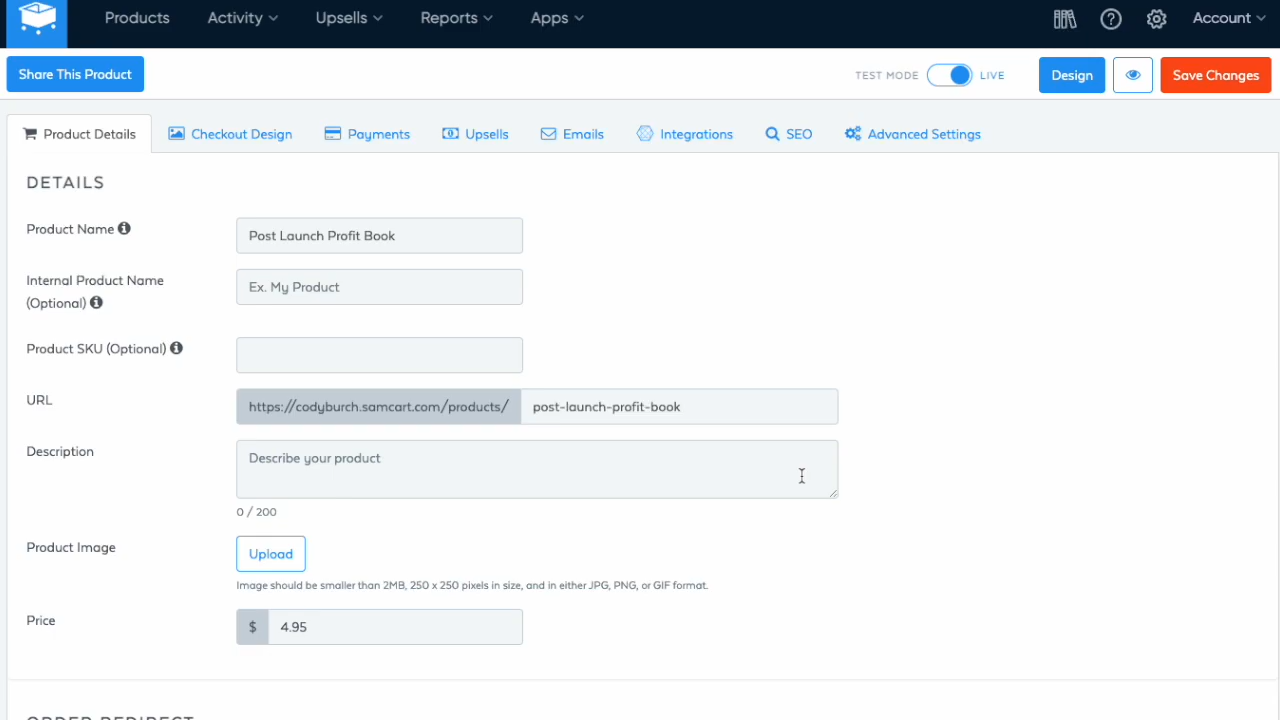 Products Activity Upsells Reports Apps Account
Share This Product TEST MODE LIVE Design Save Changes
Product Details Checkout Design Payments Upsells Emails Integrations SEO Advanced Settings
DETAILS
Product Name Post Launch Profit Book
Internal Product Name
(Optional) Ex. My Product
Product SKU (Optional)
URL https://codyburch.samcart.com/products/ post-launch-profit-book
Description Describe your product
0 / 200
Product Image Upload
Image should be smaller than 2MB, 250 x 250 pixels in size, and in either JPG, PNG, or GIF format.
Price $ 4.95
ORDER REDIRECT